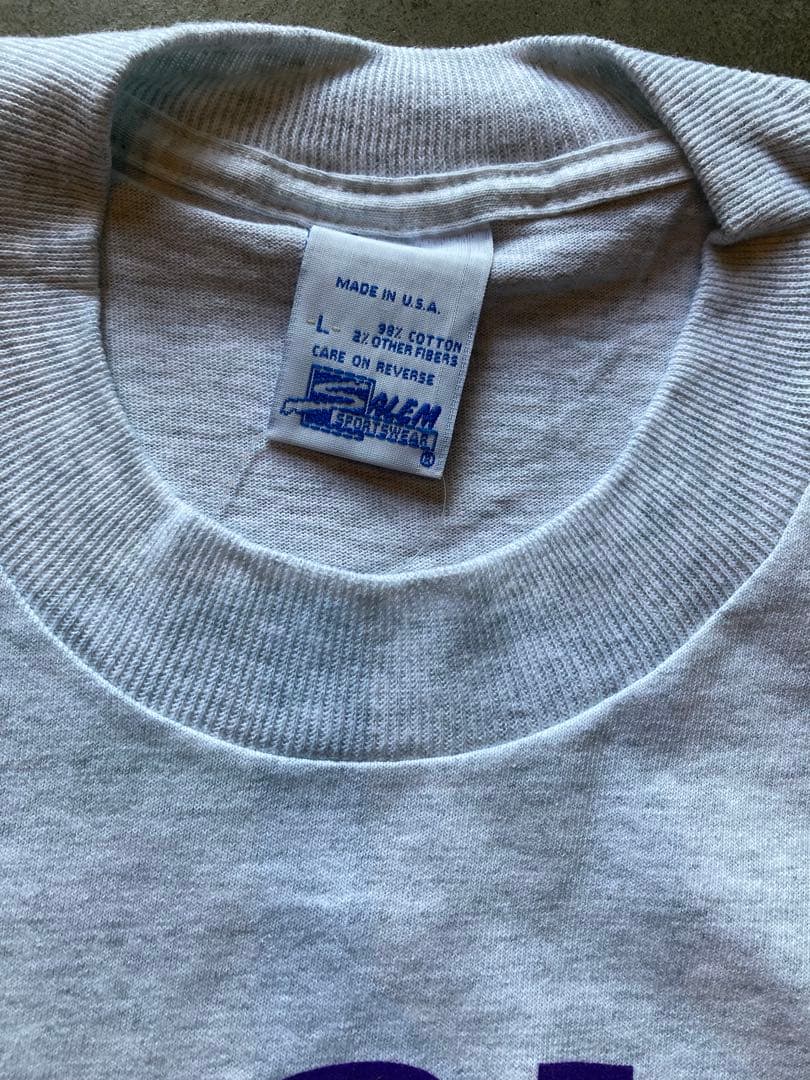 MADE IN U.S.A.
-L- 98% COTTON
2% OTHER FIBERS
CARE ON REVERSE
SALEM
SPORTSWEAR
®